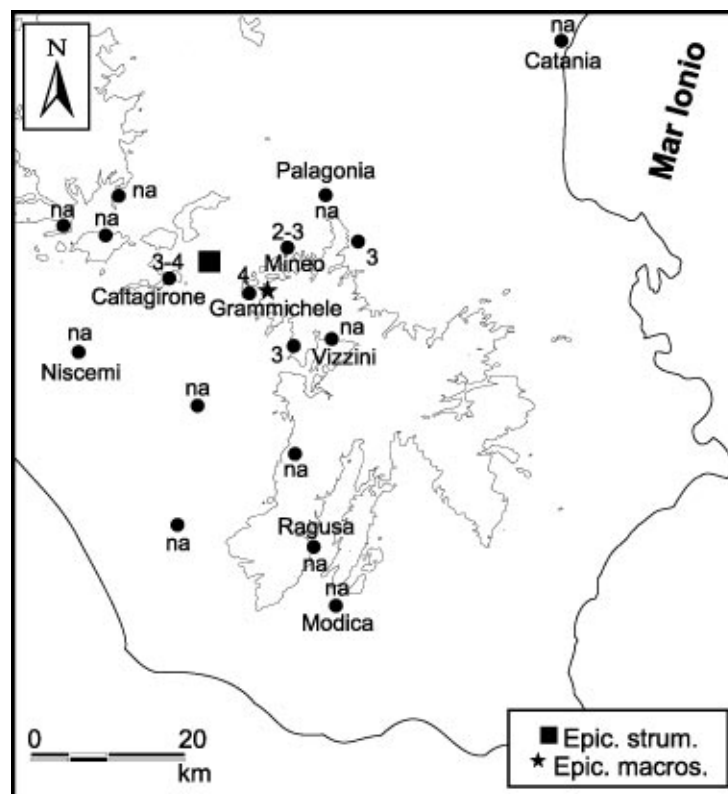 N
na
Catania
Mar Ionio
Palagonia
na
na
na
na
2-3
Mineo
3
3-4
Caltagirone
4
Grammichele
na
Niscemi
3
na
Vizzini
na
na
na
Ragusa
na
na
Modica
0 20
km
Epic. strum.
Epic. macros.